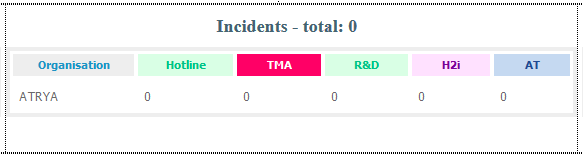 Incidents - total: 0
Organisation Hotline TMA R&D H2i AT
ATRYA 0 0 0 0 0